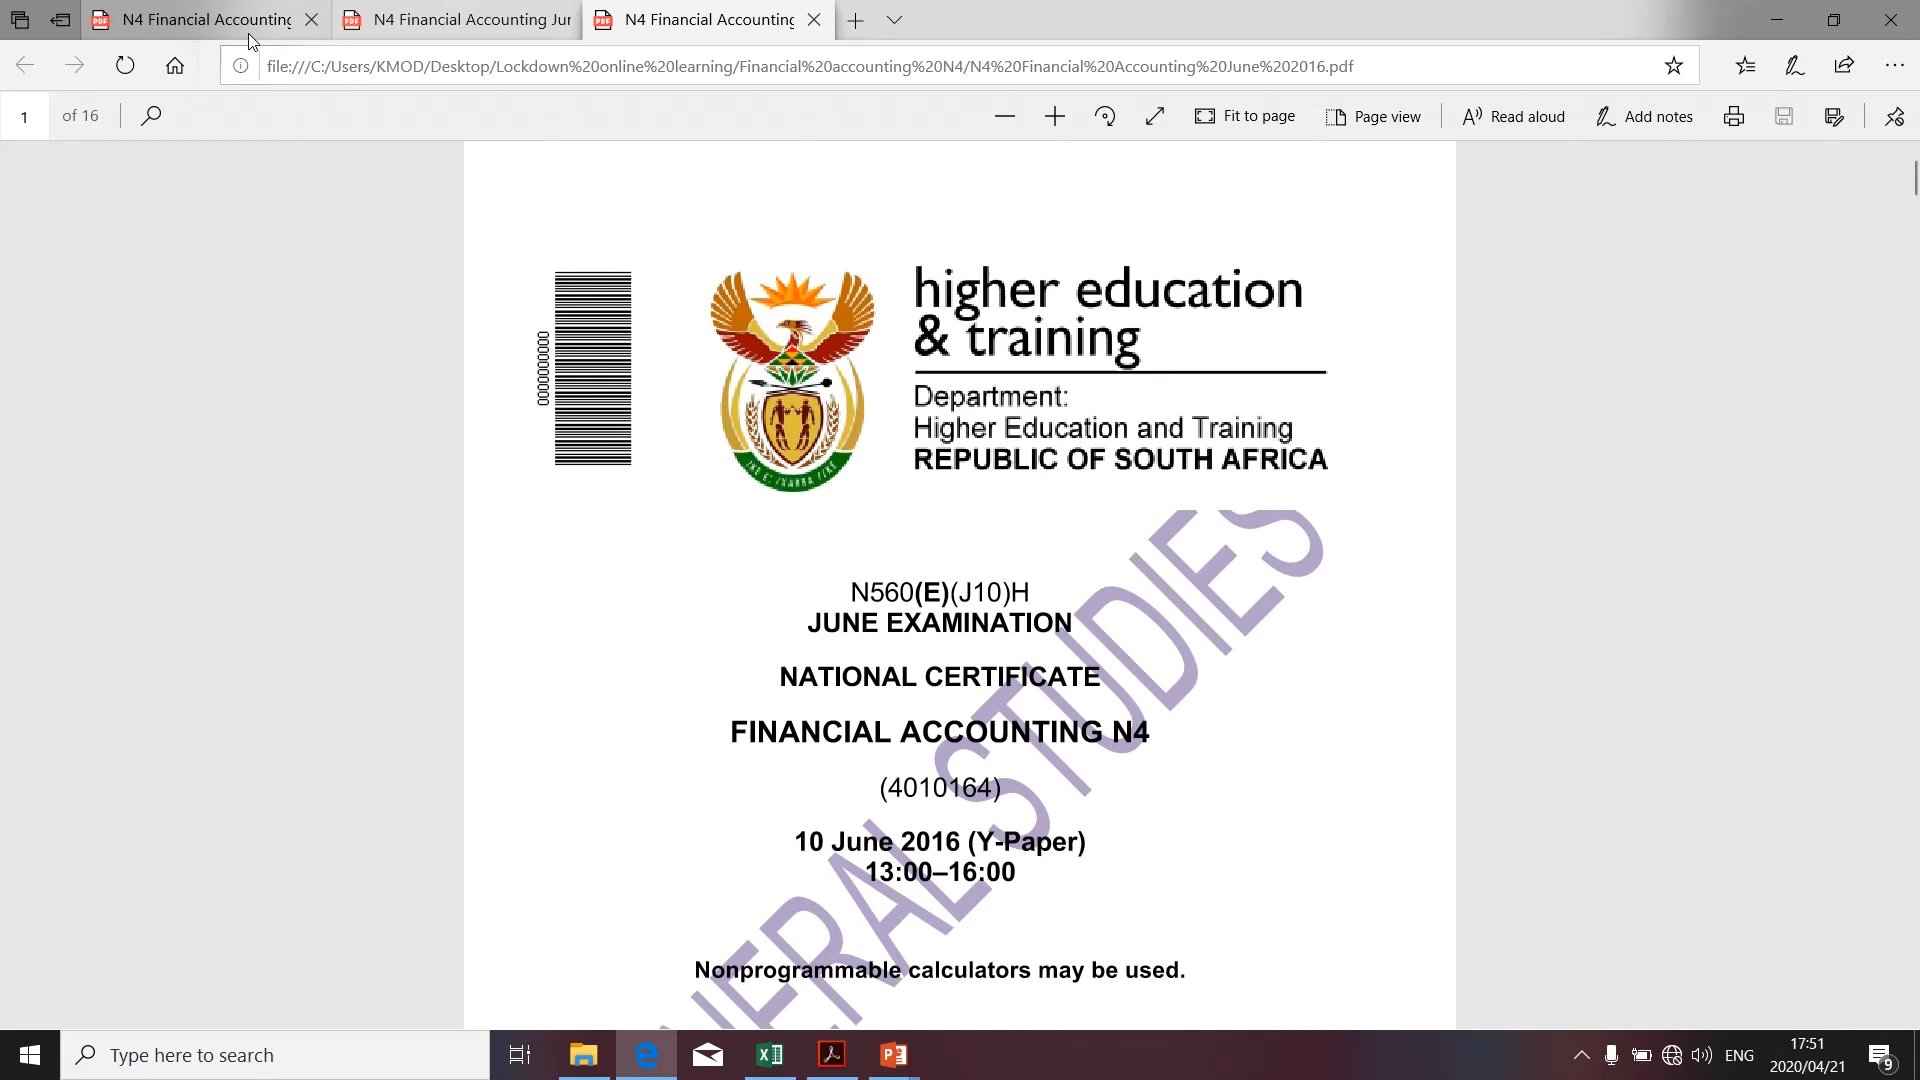 N4 Financial Accounting
N4 Financial Accounting Jur
N4 Financial Accounting
file:///C:/Users/KMOD/Desktop/Lockdown%20online%20learning/Financial%20accounting%20N4/N4%20Financial%20Accounting%20June%202016.pdf
1 of 16
Fit to page
Page view
Read aloud
Add notes
0000000000
higher education
& training
Department:
Higher Education and Training
REPUBLIC OF SOUTH AFRICA
N560(E)(J10)H
JUNE EXAMINATION
NATIONAL CERTIFICATE
FINANCIAL ACCOUNTING N4
(4010164)
10 June 2016 (Y-Paper)
13:00–16:00
Nonprogrammable calculators may be used.
NERAL STUDIES
Type here to search
ENG
17:51
2020/04/21
9